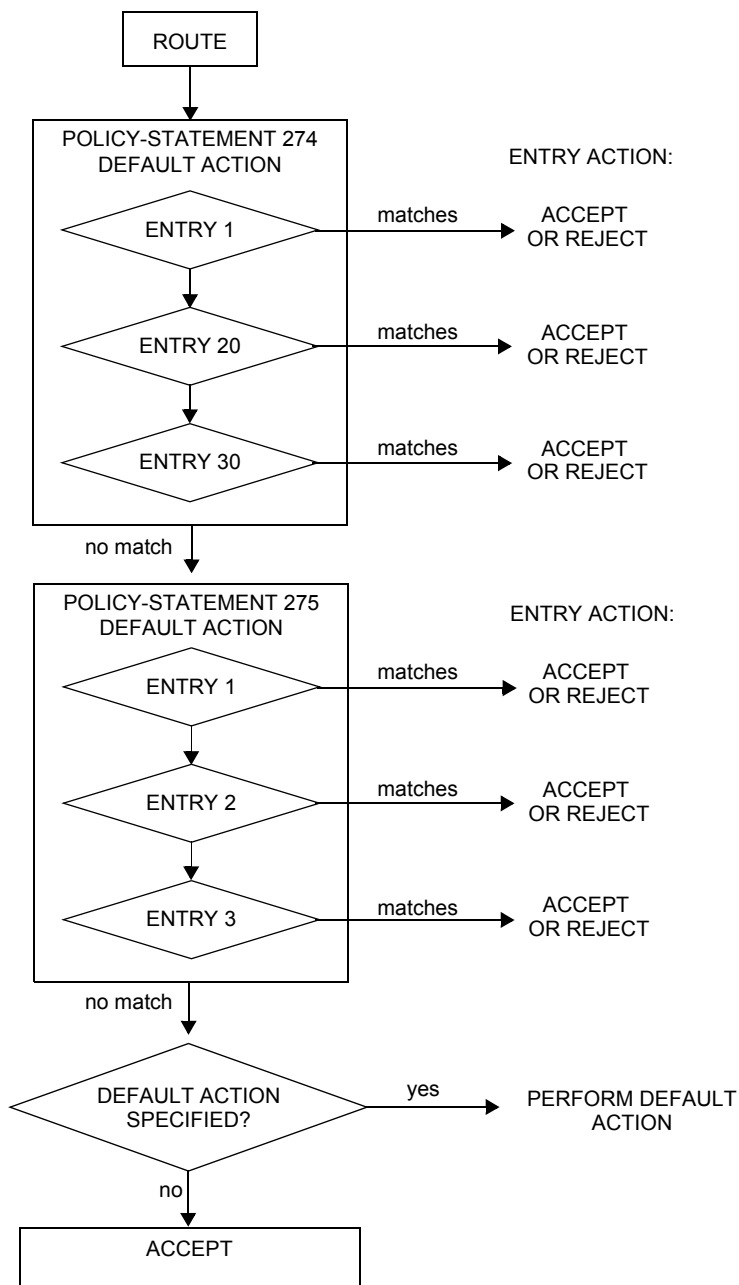 ROUTE
POLICY-STATEMENT 274
DEFAULT ACTION
ENTRY ACTION:
ENTRY 1
matches
ACCEPT
OR REJECT
ENTRY 20
matches
ACCEPT
OR REJECT
ENTRY 30
matches
ACCEPT
OR REJECT
no match
POLICY-STATEMENT 275
DEFAULT ACTION
ENTRY ACTION:
ENTRY 1
matches
ACCEPT
OR REJECT
ENTRY 2
matches
ACCEPT
OR REJECT
ENTRY 3
matches
ACCEPT
OR REJECT
no match
DEFAULT ACTION
SPECIFIED?
yes
PERFORM DEFAULT
ACTION
no
ACCEPT